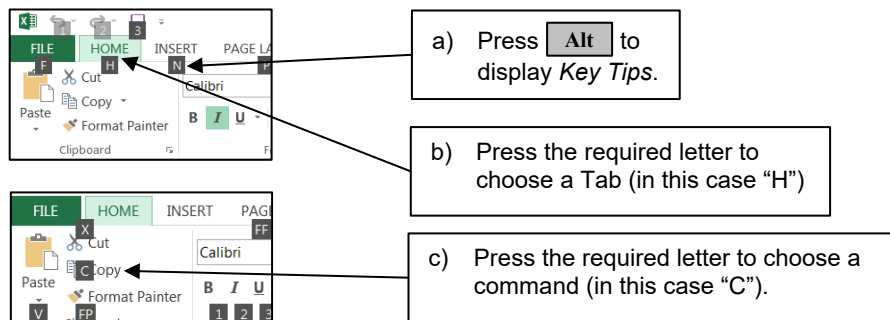 1 2 3
FILE HOME INSERT PAGE LA
F H N P
Cut
Copy
Format Painter
Paste
Calibri
B I U
Clipboard
a) Press Alt to
display Key Tips.
b) Press the required letter to
choose a Tab (in this case “H”)
FILE HOME INSERT PAGE
X FF
Cut
C opy
Format Painter
Paste
Calibri
B I U
V FP 1 2 3
c) Press the required letter to choose a
command (in this case “C”).